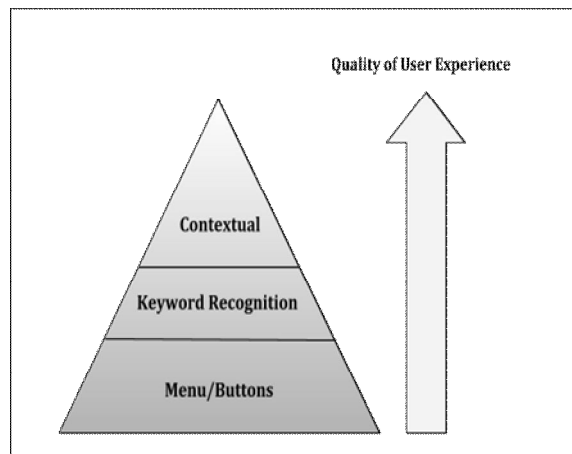 Quality of User Experience
Contextual
Keyword Recognition
Menu/Buttons